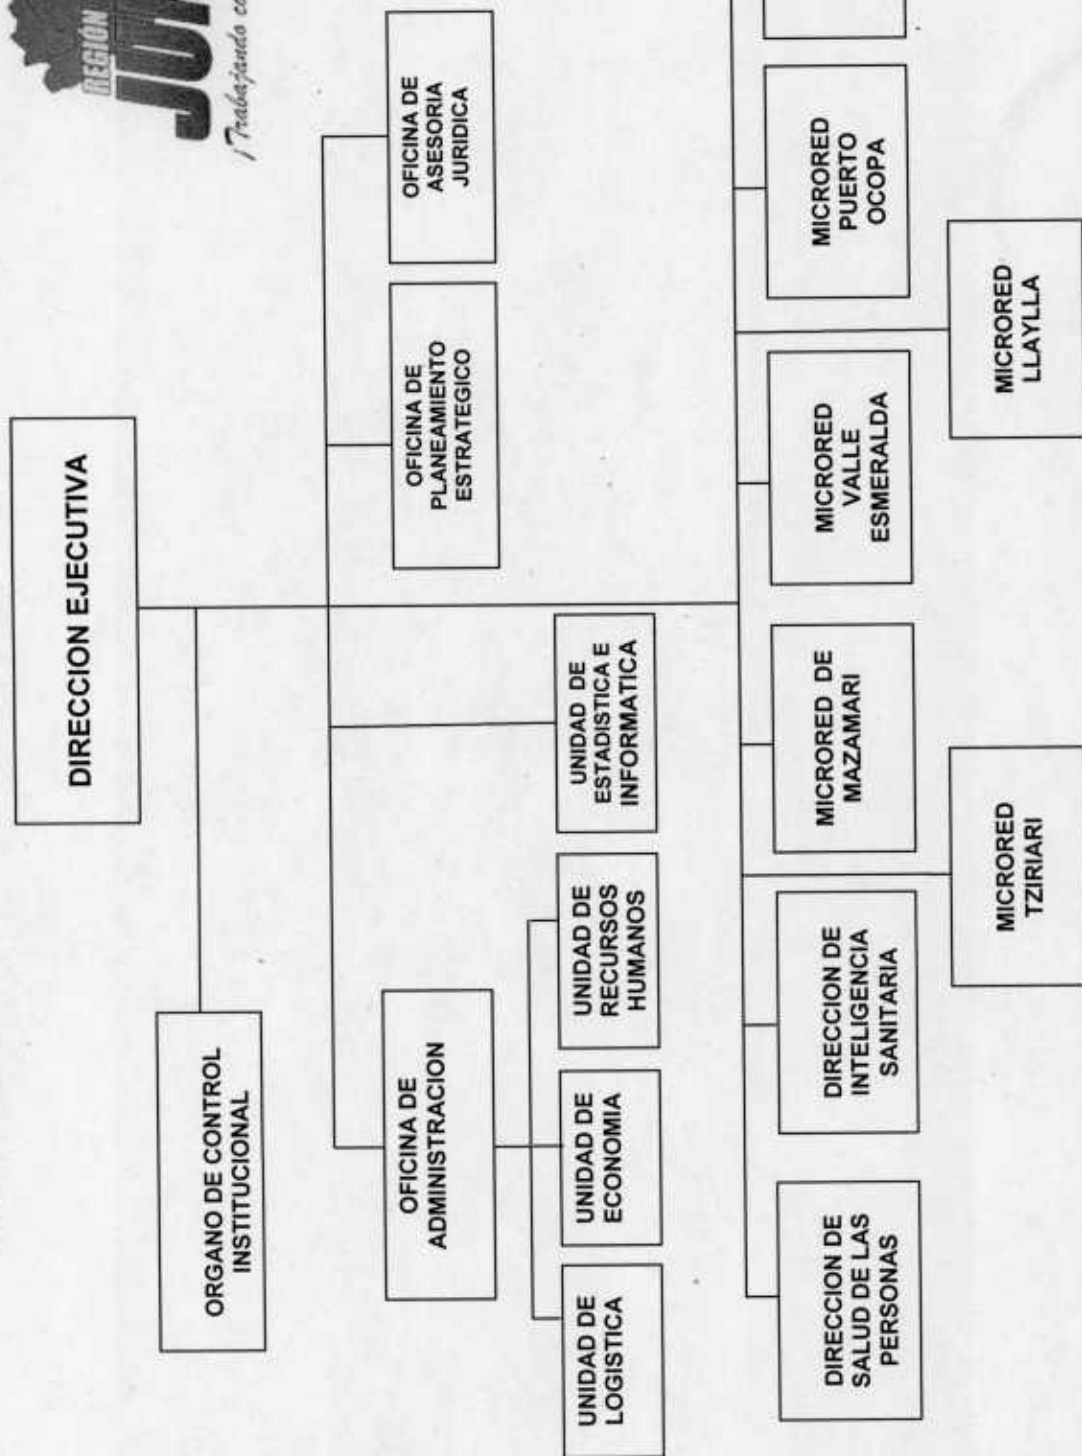 REGIÓN
¡Trabajando
DIRECCION EJECUTIVA
ORGANO DE CONTROL
INSTITUCIONAL
OFICINA DE
ADMINISTRACION
OFICINA DE
PLANEAMIENTO
ESTRATEGICO
OFICINA DE
ASESORIA
JURIDICA
UNIDAD DE
LOGISTICA
UNIDAD DE
ECONOMIA
UNIDAD DE
RECURSOS
HUMANOS
UNIDAD DE
ESTADISTICA E
INFORMATICA
DIRECCION DE
SALUD DE LAS
PERSONAS
DIRECCION DE
INTELIGENCIA
SANITARIA
MICRORED DE
MAZAMARI
MICRORED
VALLE
ESMERALDA
MICRORED
PUERTO
OCOPA
MICRORED
TZIRIARI
MICRORED
LLAYLLA